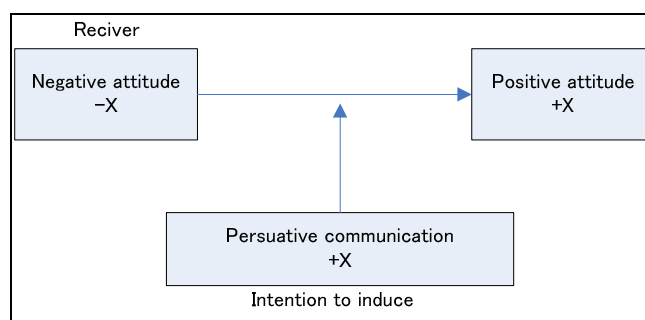 Reciver
Negative attitude
−X
Positive attitude
+X
Persuative communication
+X
Intention to induce